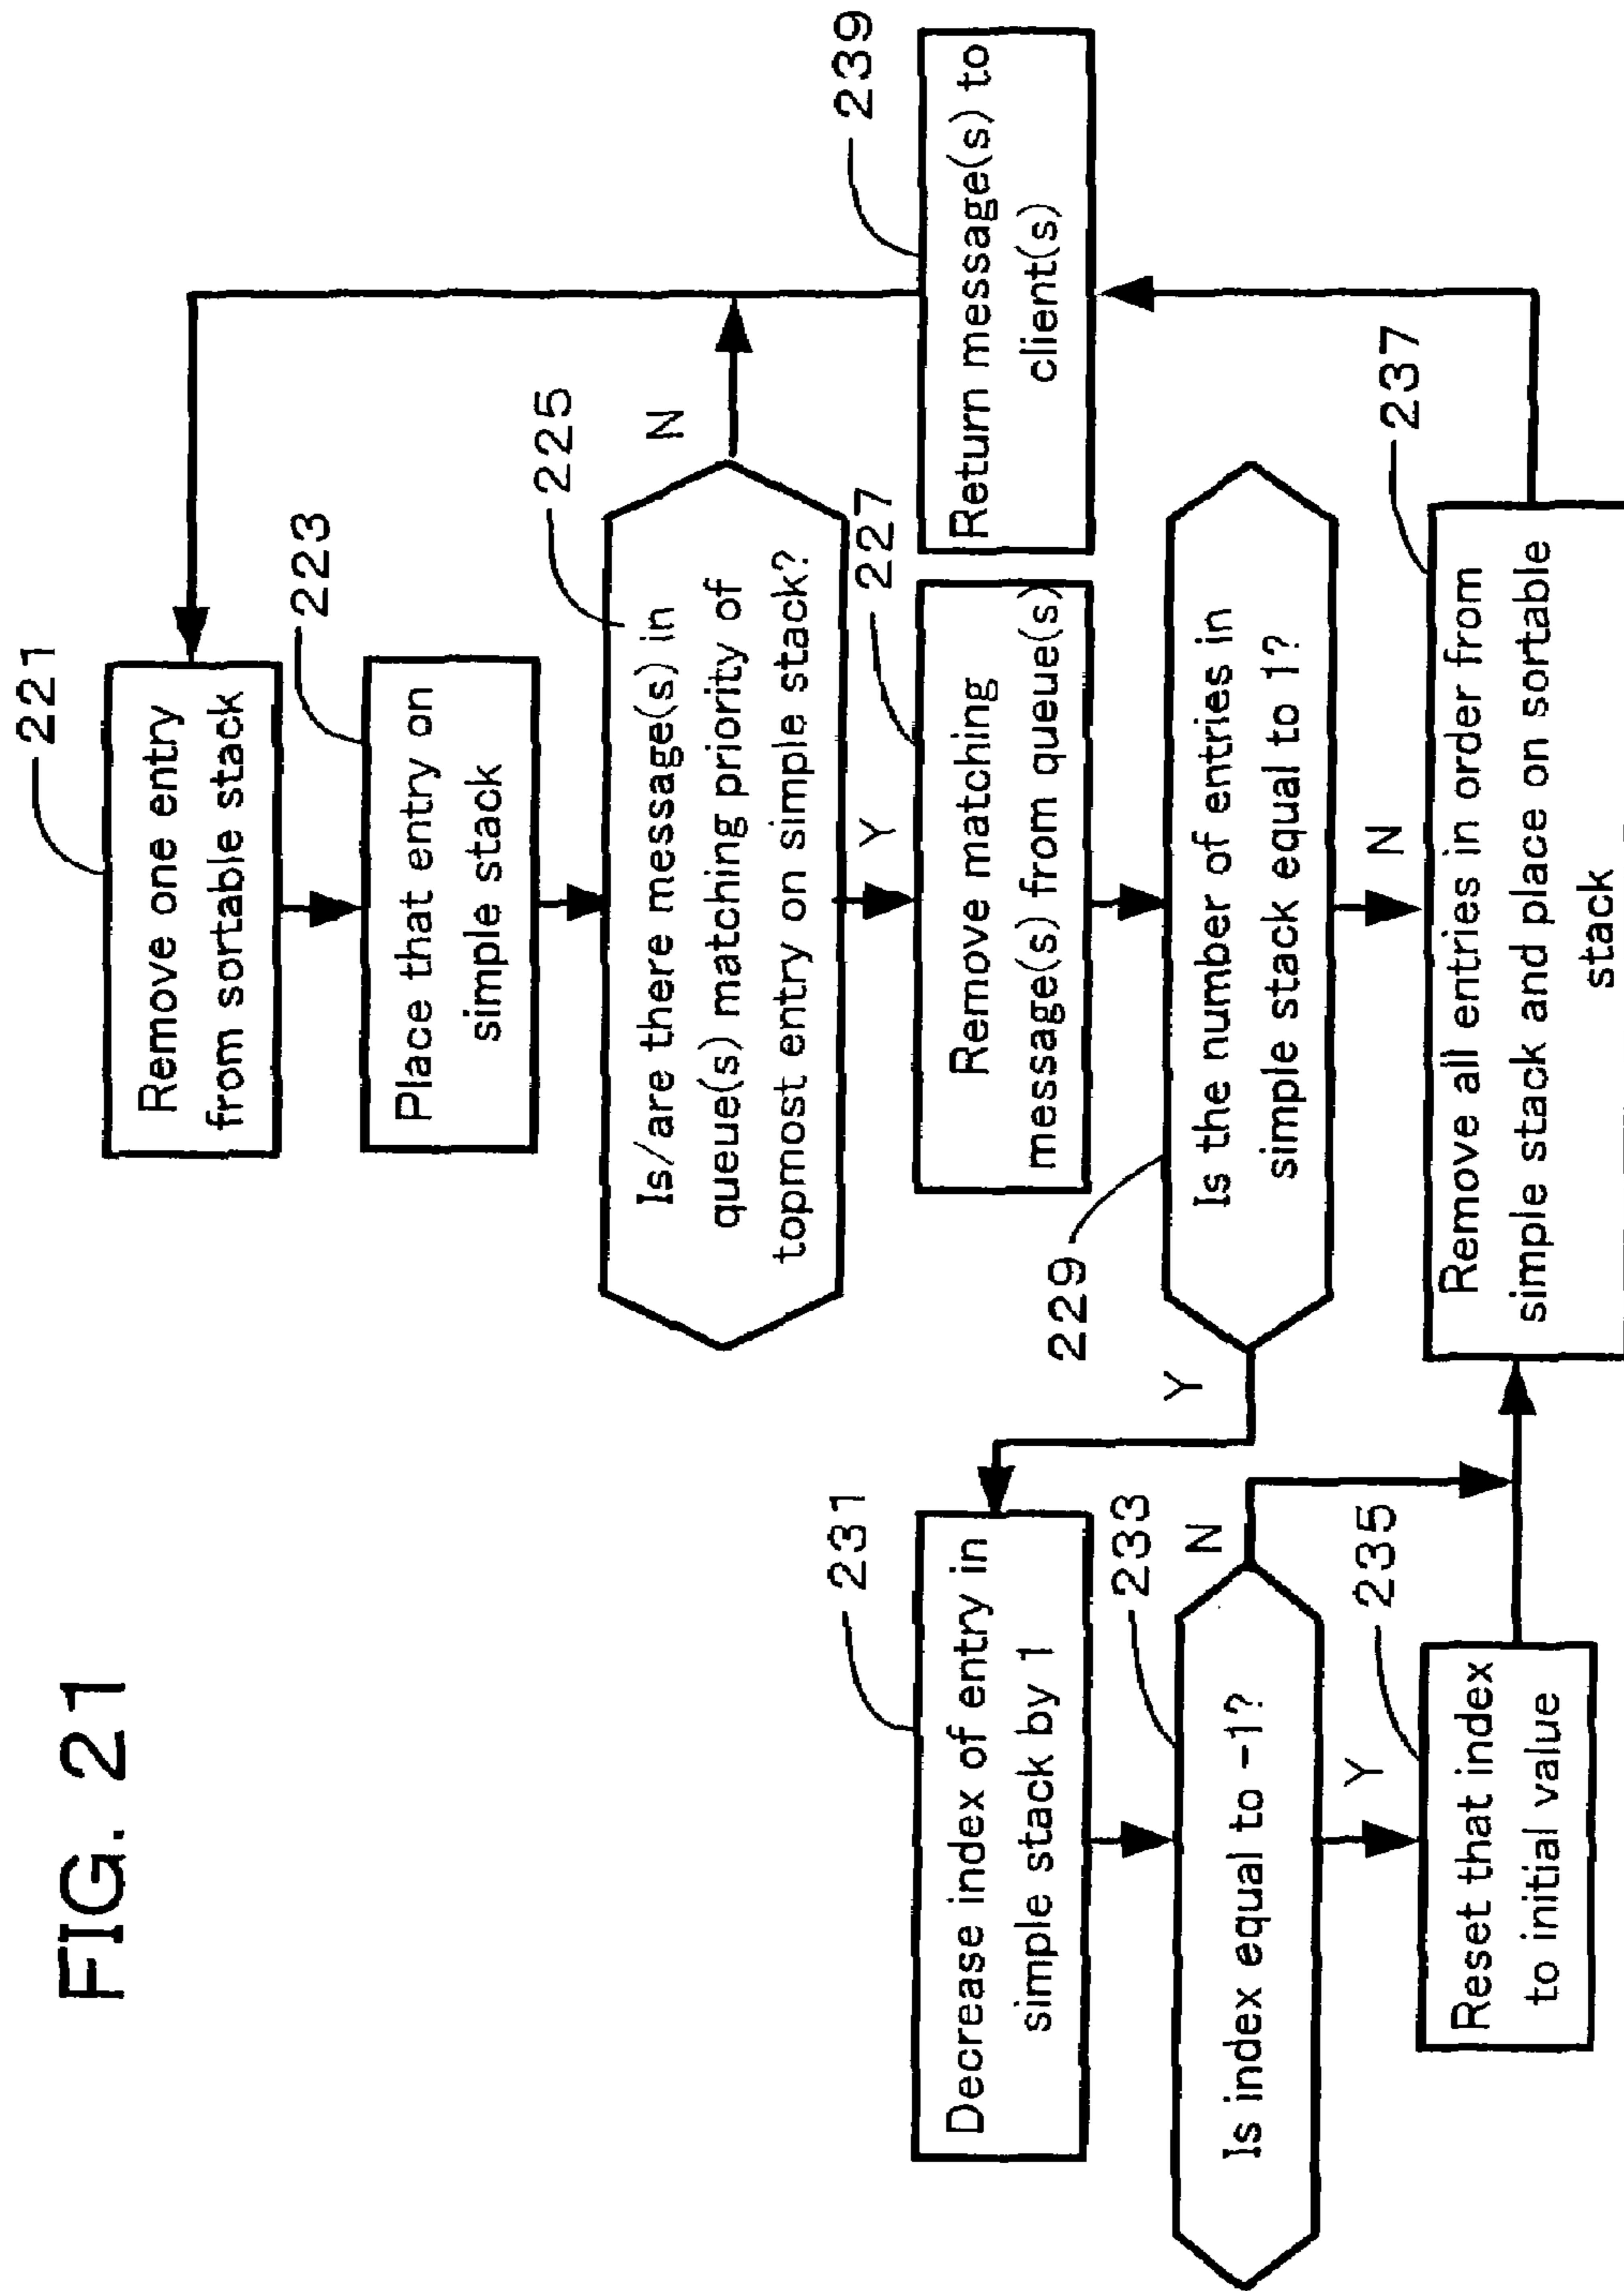 FIG. 21
221
Remove one entry
from sortable stack
223
Place that entry on
simple stack
225
Is/are there message(s) in
queue(s) matching priority of
topmost entry on simple stack?
N
Y
227
Remove matching
message(s) from queue(s)
229
Is the number of entries in
simple stack equal to 1?
Y
N
231
Decrease index of entry in
simple stack by 1
233
Is index equal to -1?
N
Y
235
Reset that index
to initial value
237
Remove all entries in order from
simple stack and place on sortable
stack
239
Return message(s) to
client(s)